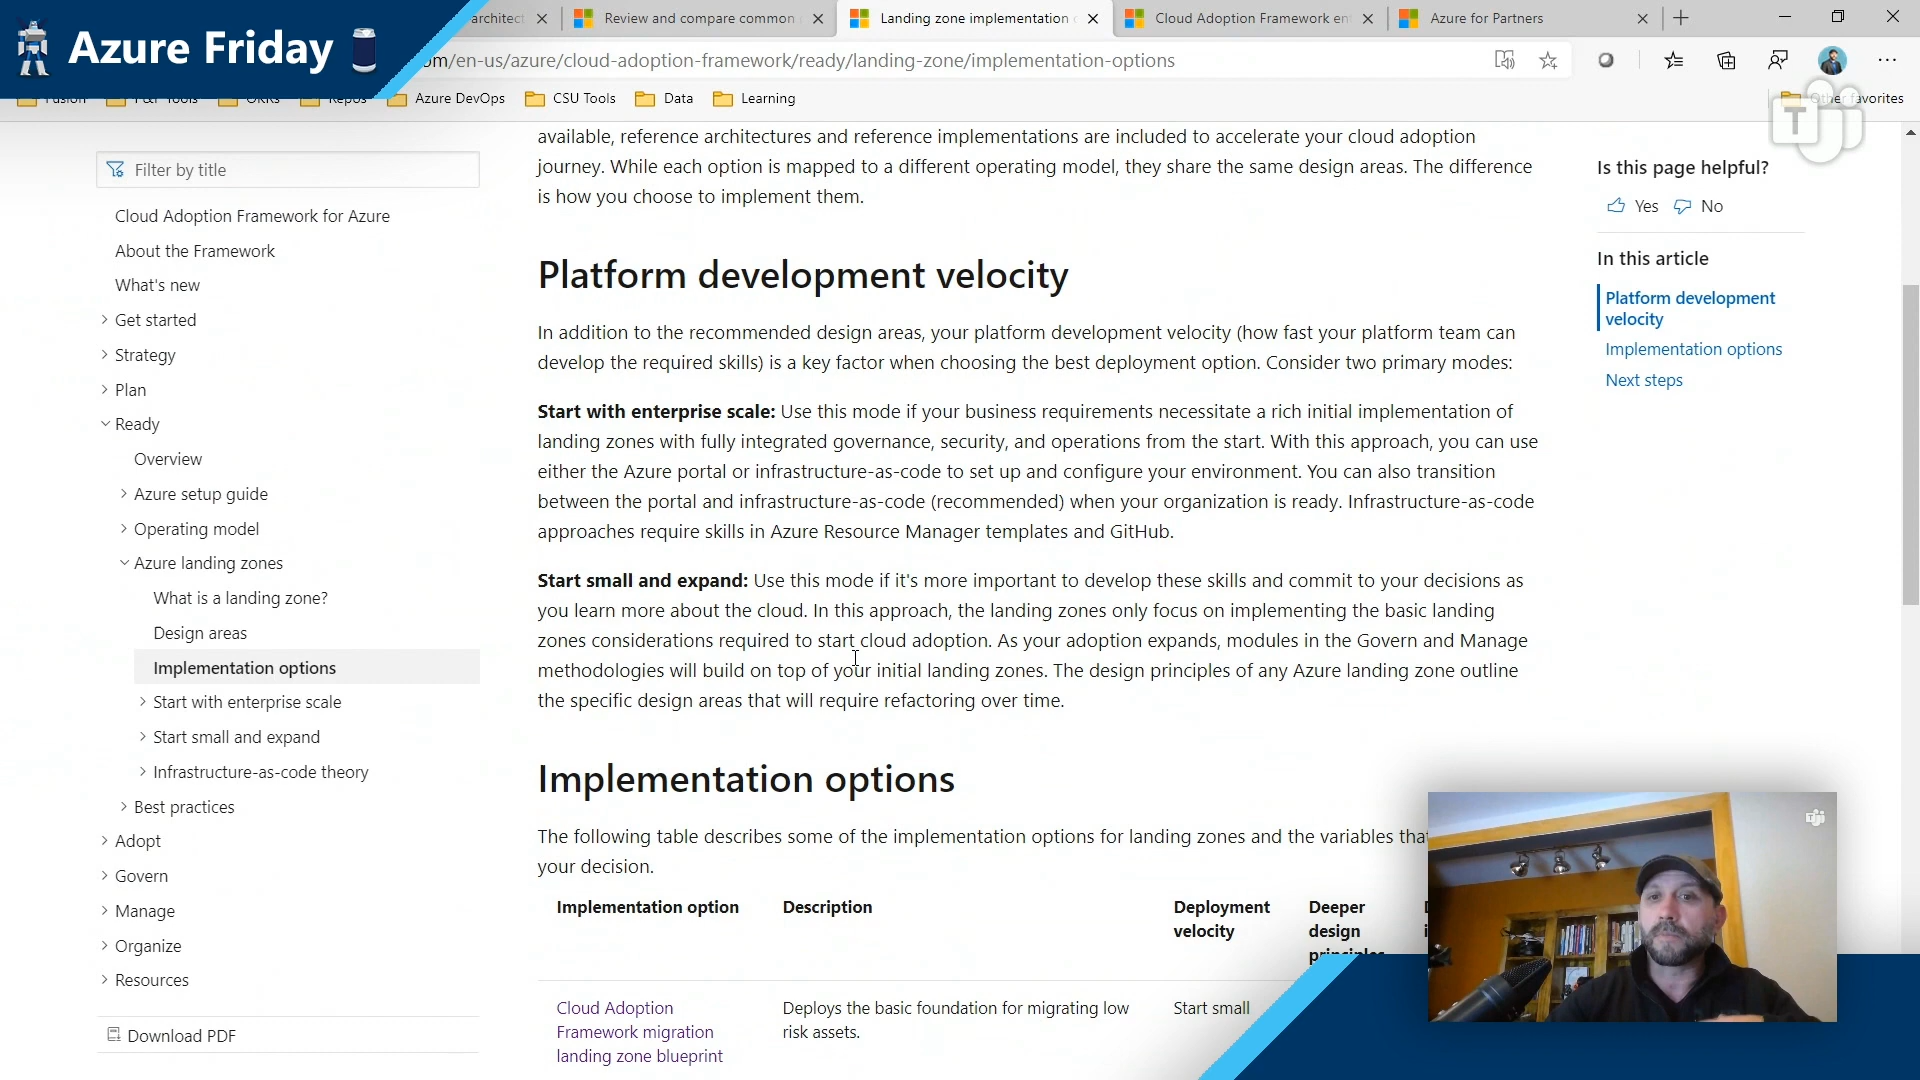 Azure Friday
architect
Review and compare common
Landing zone implementation
Cloud Adoption Framework en
Azure for Partners
om/en-us/azure/cloud-adoption-framework/ready/landing-zone/implementation-options
Fusion
P&P Tools
OKRs
Repos
Azure DevOps
CSU Tools
Data
Learning
Other favorites
T
Filter by title
Cloud Adoption Framework for Azure
About the Framework
What's new
Get started
Strategy
Plan
Ready
Overview
Azure setup guide
Operating model
Azure landing zones
What is a landing zone?
Design areas
Implementation options
Start with enterprise scale
Start small and expand
Infrastructure-as-code theory
Best practices
Adopt
Govern
Manage
Organize
Resources
Download PDF
available, reference architectures and reference implementations are included to accelerate your cloud adoption
journey. While each option is mapped to a different operating model, they share the same design areas. The difference
is how you choose to implement them.
Platform development velocity
In addition to the recommended design areas, your platform development velocity (how fast your platform team can
develop the required skills) is a key factor when choosing the best deployment option. Consider two primary modes:
Start with enterprise scale: Use this mode if your business requirements necessitate a rich initial implementation of
landing zones with fully integrated governance, security, and operations from the start. With this approach, you can use
either the Azure portal or infrastructure-as-code to set up and configure your environment. You can also transition
between the portal and infrastructure-as-code (recommended) when your organization is ready. Infrastructure-as-code
approaches require skills in Azure Resource Manager templates and GitHub.
Start small and expand: Use this mode if it's more important to develop these skills and commit to your decisions as
you learn more about the cloud. In this approach, the landing zones only focus on implementing the basic landing
zones considerations required to start cloud adoption. As your adoption expands, modules in the Govern and Manage
methodologies will build on top of your initial landing zones. The design principles of any Azure landing zone outline
the specific design areas that will require refactoring over time.
Implementation options
The following table describes some of the implementation options for landing zones and the variables tha
your decision.
Implementation option
Description
Deployment
velocity
Deeper
design
principles
Cloud Adoption
Framework migration
landing zone blueprint
Deploys the basic foundation for migrating low
risk assets.
Start small
Is this page helpful?
Yes
No
In this article
Platform development
velocity
Implementation options
Next steps